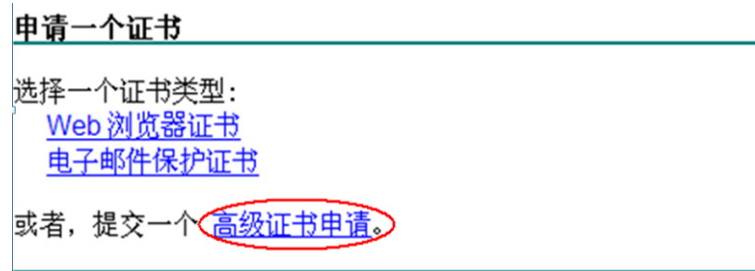 申请一个证书
选择一个证书类型:
Web 浏览器证书
电子邮件保护证书
或者，提交一个 高级证书申请。